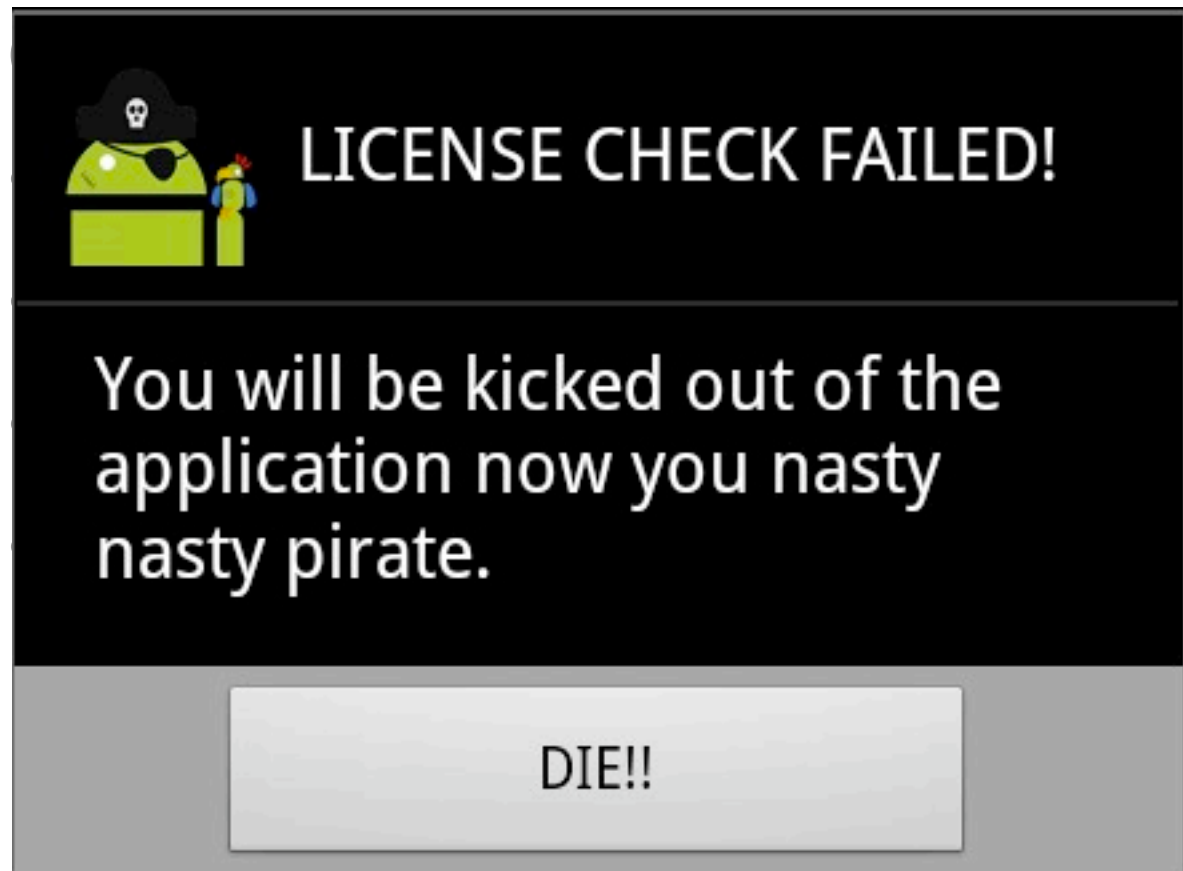 LICENSE CHECK FAILED!
You will be kicked out of the
application now you nasty
nasty pirate.
DIE!!